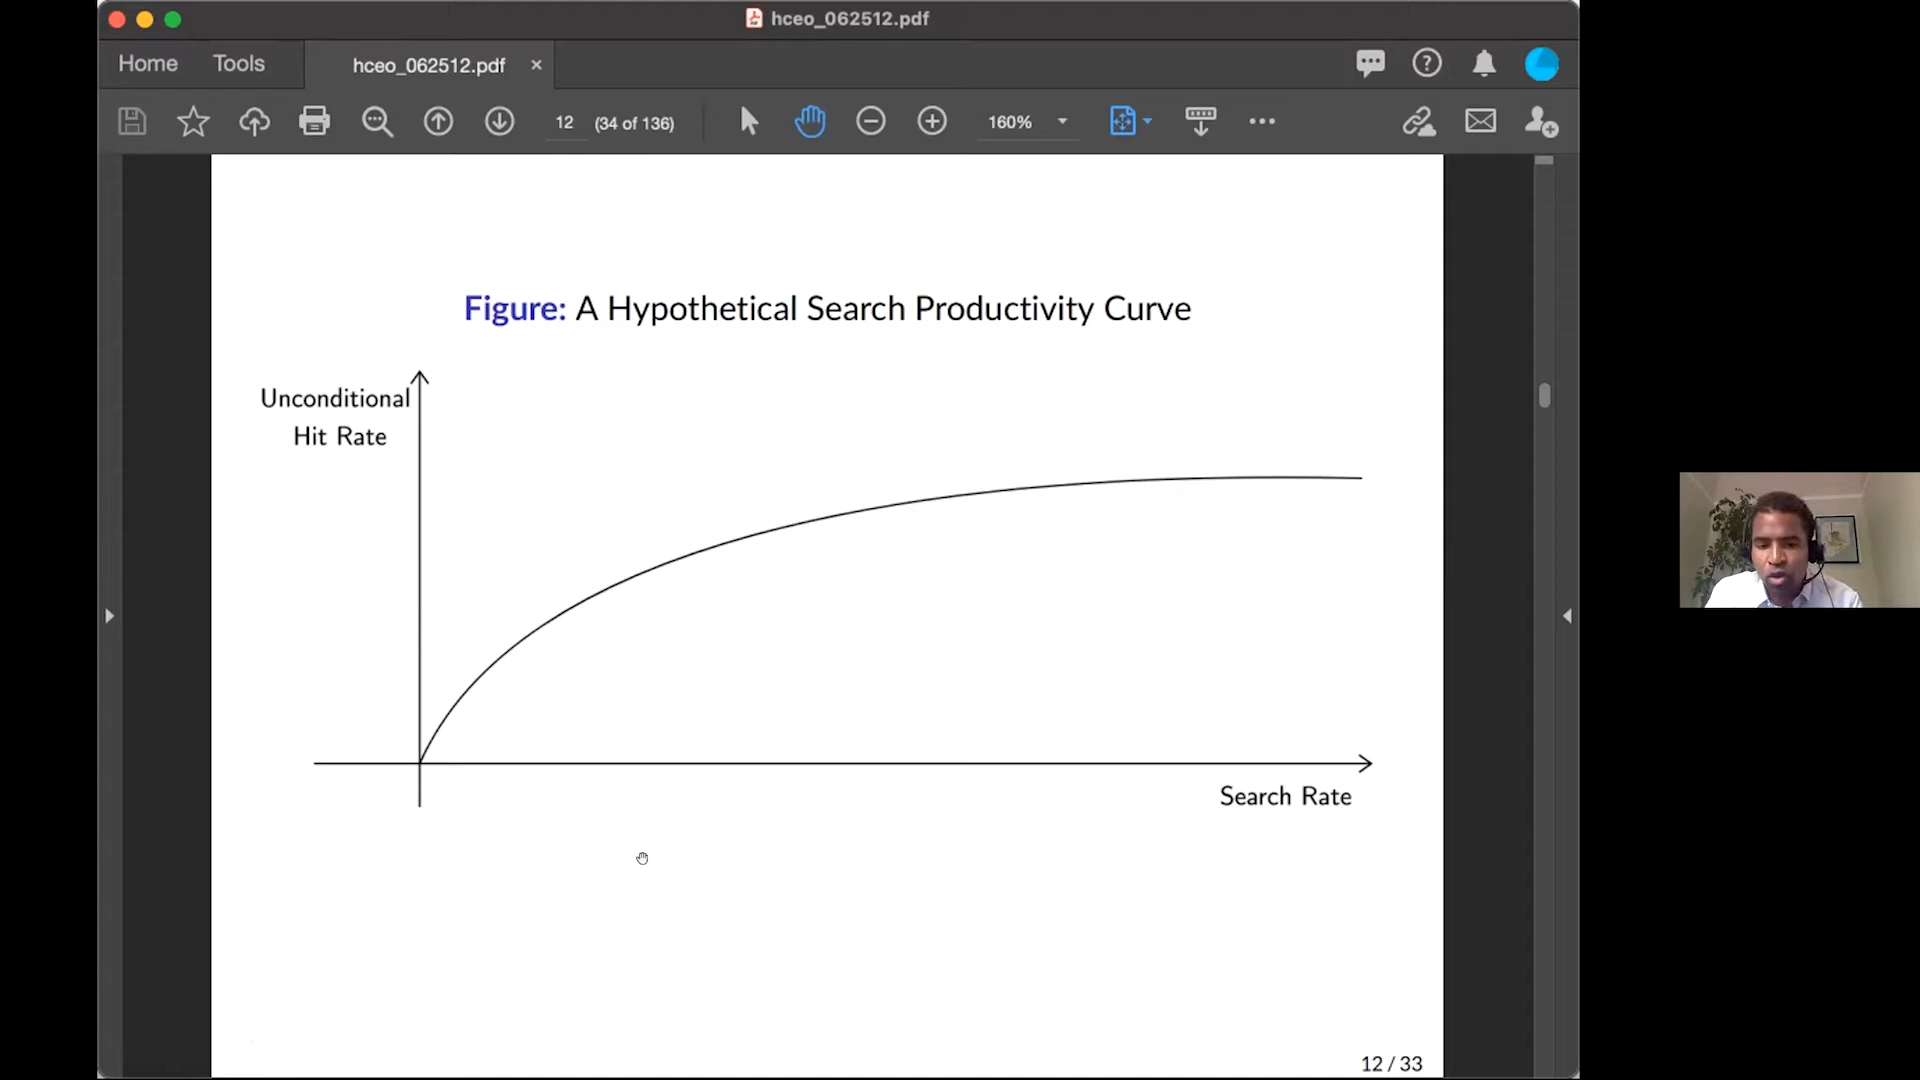 hceo_062512.pdf
Home Tools hceo_062512.pdf ×
12 (34 of 136) 160%
Figure: A Hypothetical Search Productivity Curve
Unconditional
Hit Rate
Search Rate
12 / 33